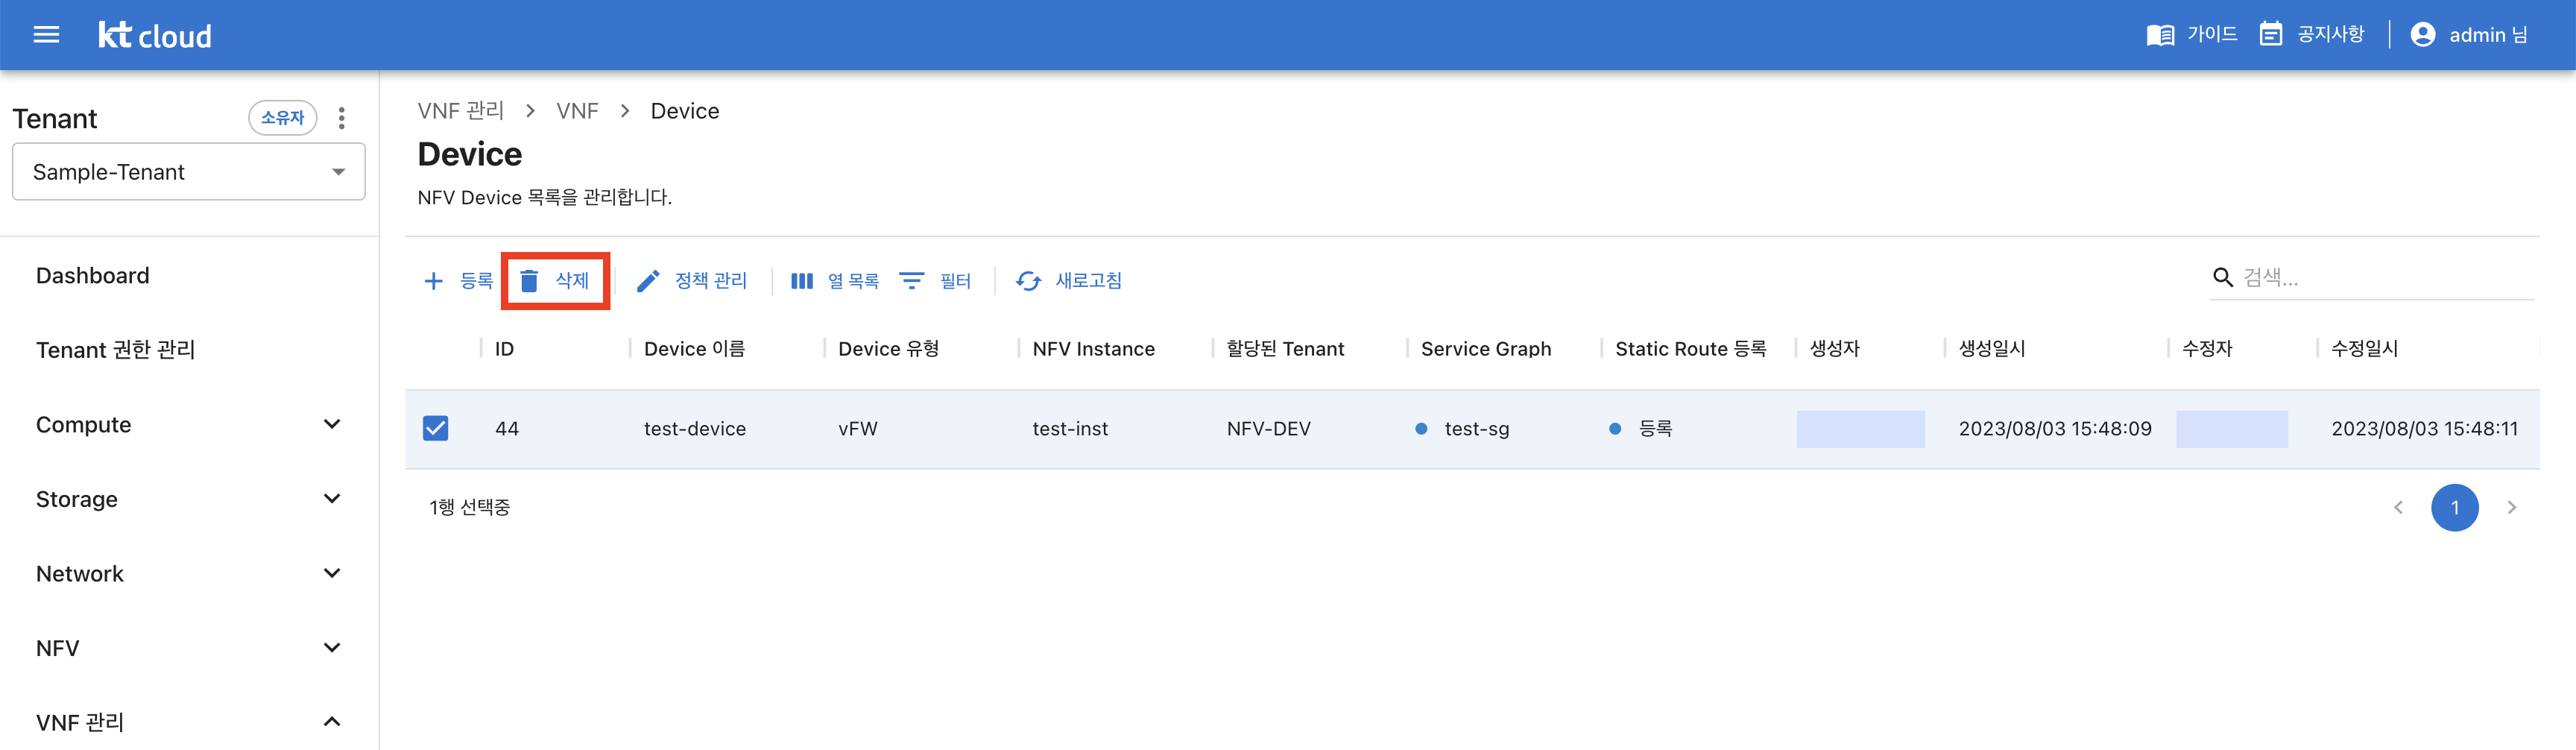 kt cloud
가이드 공지사항 admin 님
Tenant 소유자
Sample-Tenant
Dashboard
Tenant 권한 관리
Compute
Storage
Network
NFV
VNF 관리
VNF 관리 > VNF > Device
Device
NFV Device 목록을 관리합니다.
등록 삭제 정책 관리 열 목록 필터 새로고침 검색...
ID Device 이름 Device 유형 NFV Instance 할당된 Tenant Service Graph Static Route 등록 생성자 생성일시 수정자 수정일시
44 test-device vFW test-inst NFV-DEV test-sg 등록 2023/08/03 15:48:09 2023/08/03 15:48:11
1행 선택중 1